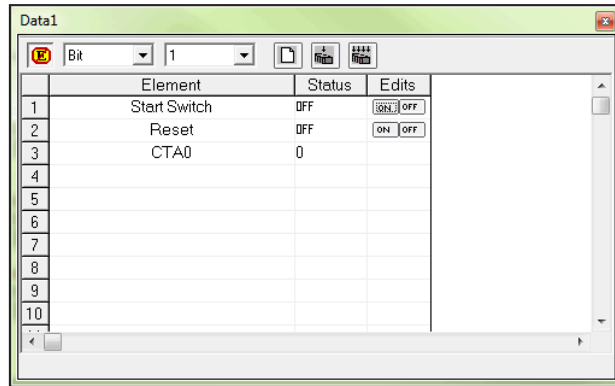 Data1
E Bit 1
Element Status Edits
1 Start Switch OFF ON OFF
2 Reset OFF ON OFF
3 CTA0 0
4
5
6
7
8
9
10